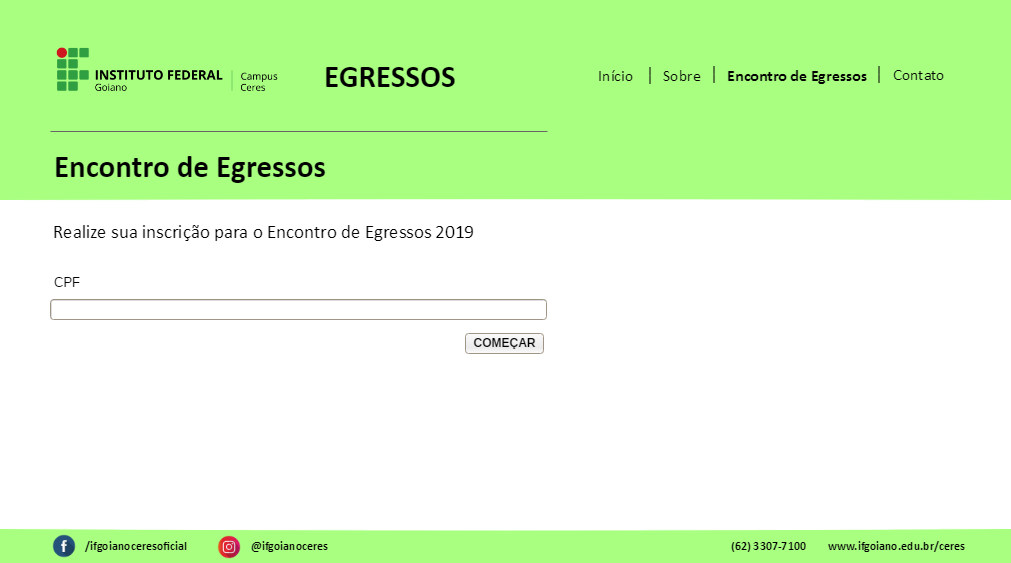 INSTITUTO FEDERAL
Goiano
Campus
Ceres
EGRESSOS
Início | Sobre | Encontro de Egressos | Contato
Encontro de Egressos
Realize sua inscrição para o Encontro de Egressos 2019
CPF
COMEÇAR
/ifgoianoceresoficial @ifgoianoceres (62) 3307-7100 www.ifgoiano.edu.br/ceres